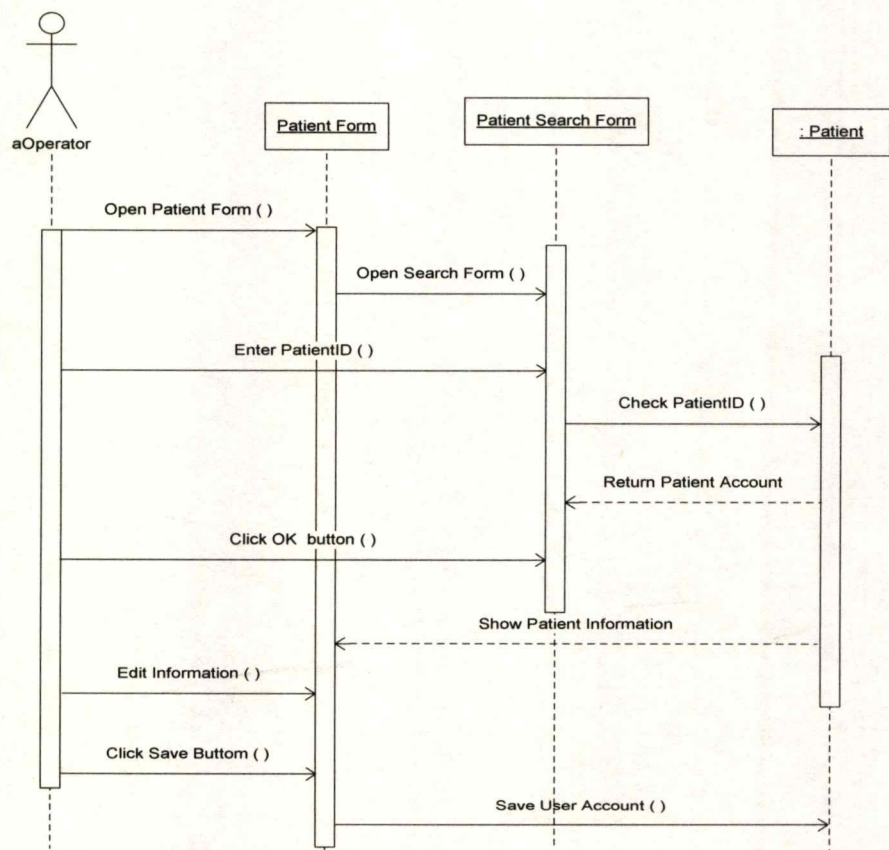 aOperator
Patient Form
Patient Search Form
: Patient
Open Patient Form ( )
Open Search Form ( )
Enter PatientID ( )
Check PatientID ( )
Return Patient Account
Click OK button ( )
Show Patient Information
Edit Information ( )
Click Save Buttom ( )
Save User Account ( )